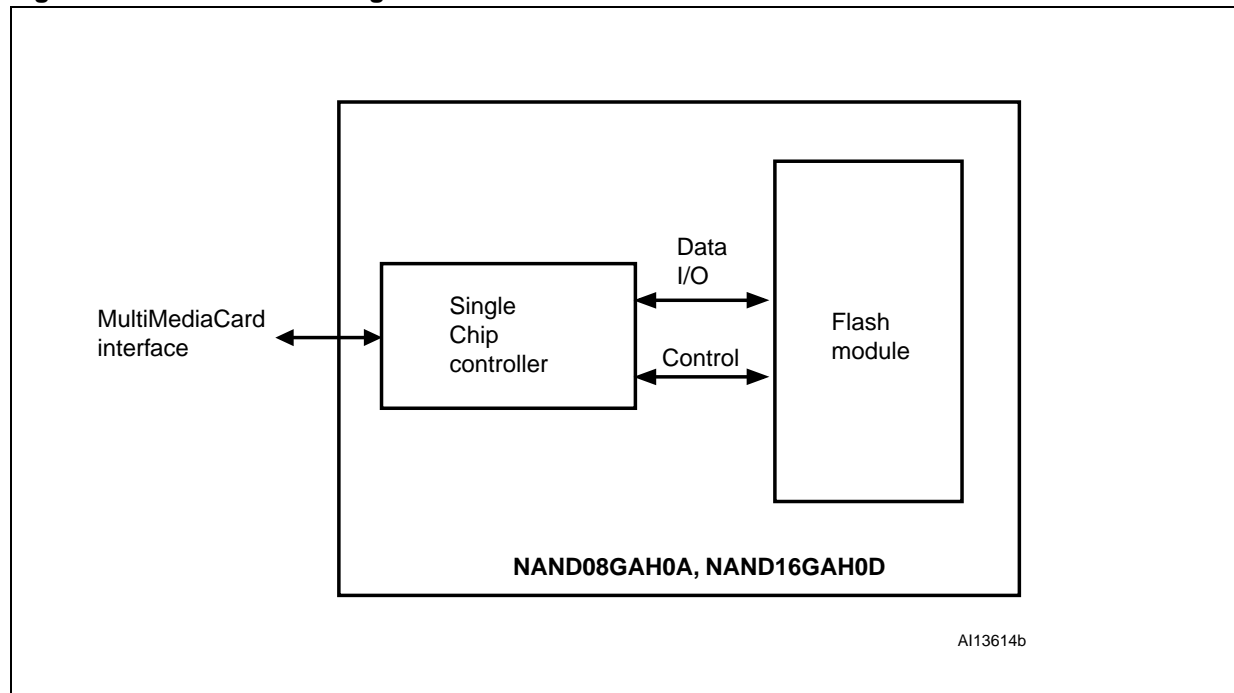 Data
I/O
MultiMediaCard
interface
Single
Chip
controller
Control
Flash
module
NAND08GAH0A, NAND16GAH0D
AI13614b